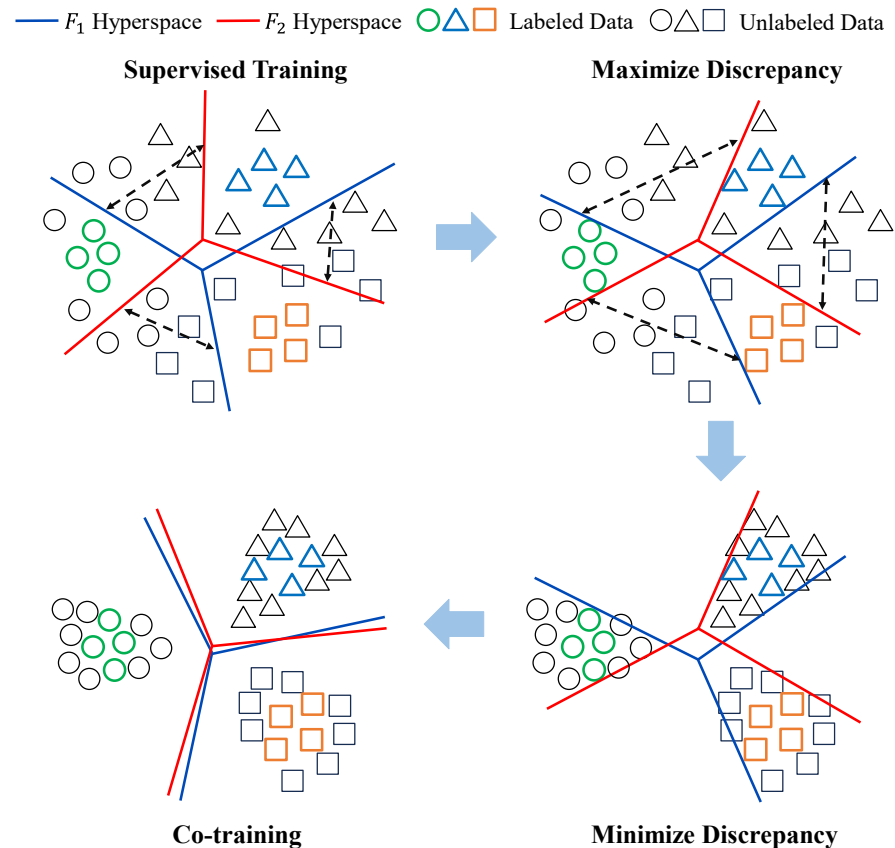 F₁ Hyperspace F₂ Hyperspace Labeled Data Unlabeled Data
Supervised Training Maximize Discrepancy
Co-training Minimize Discrepancy